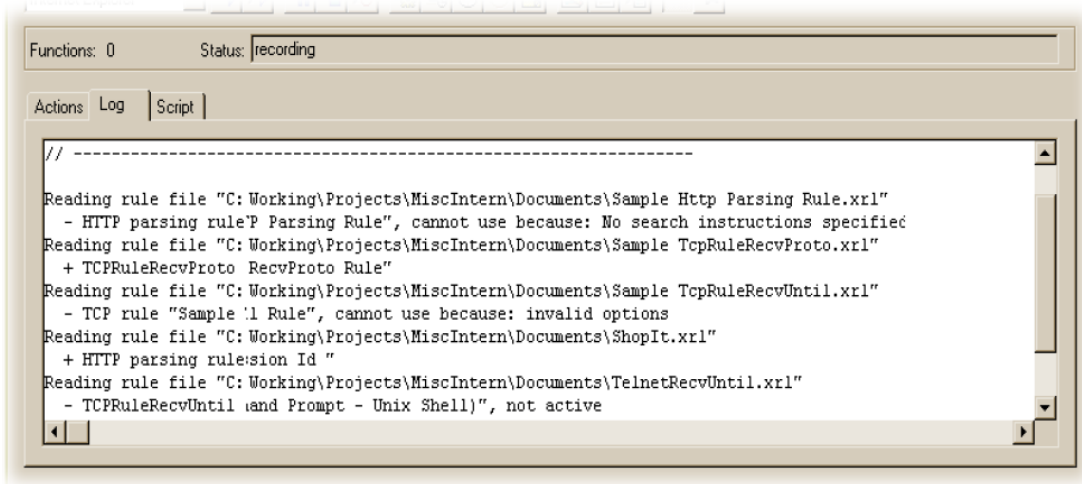 Functions: 0 Status: recording
Actions Log Script
// -----------------------------------------------------------------
Reading rule file "C: Working\Projects\MiscIntern\Documents\Sample Http Parsing Rule.xrl"
- HTTP parsing rule P Parsing Rule", cannot use because: No search instructions specified
Reading rule file "C: Working\Projects\MiscIntern\Documents\Sample TcpRuleRecvProto.xrl"
+ TCPRuleRecvProto RecvProto Rule"
Reading rule file "C: Working\Projects\MiscIntern\Documents\Sample TcpRuleRecvUntil.xrl"
- TCP rule "Sample l Rule", cannot use because: invalid options
Reading rule file "C: Working\Projects\MiscIntern\Documents\ShopIt.xrl"
+ HTTP parsing rule sion Id "
Reading rule file "C: Working\Projects\MiscIntern\Documents\TelnetRecvUntil.xrl"
- TCPRuleRecvUntil and Prompt - Unix Shell)", not active